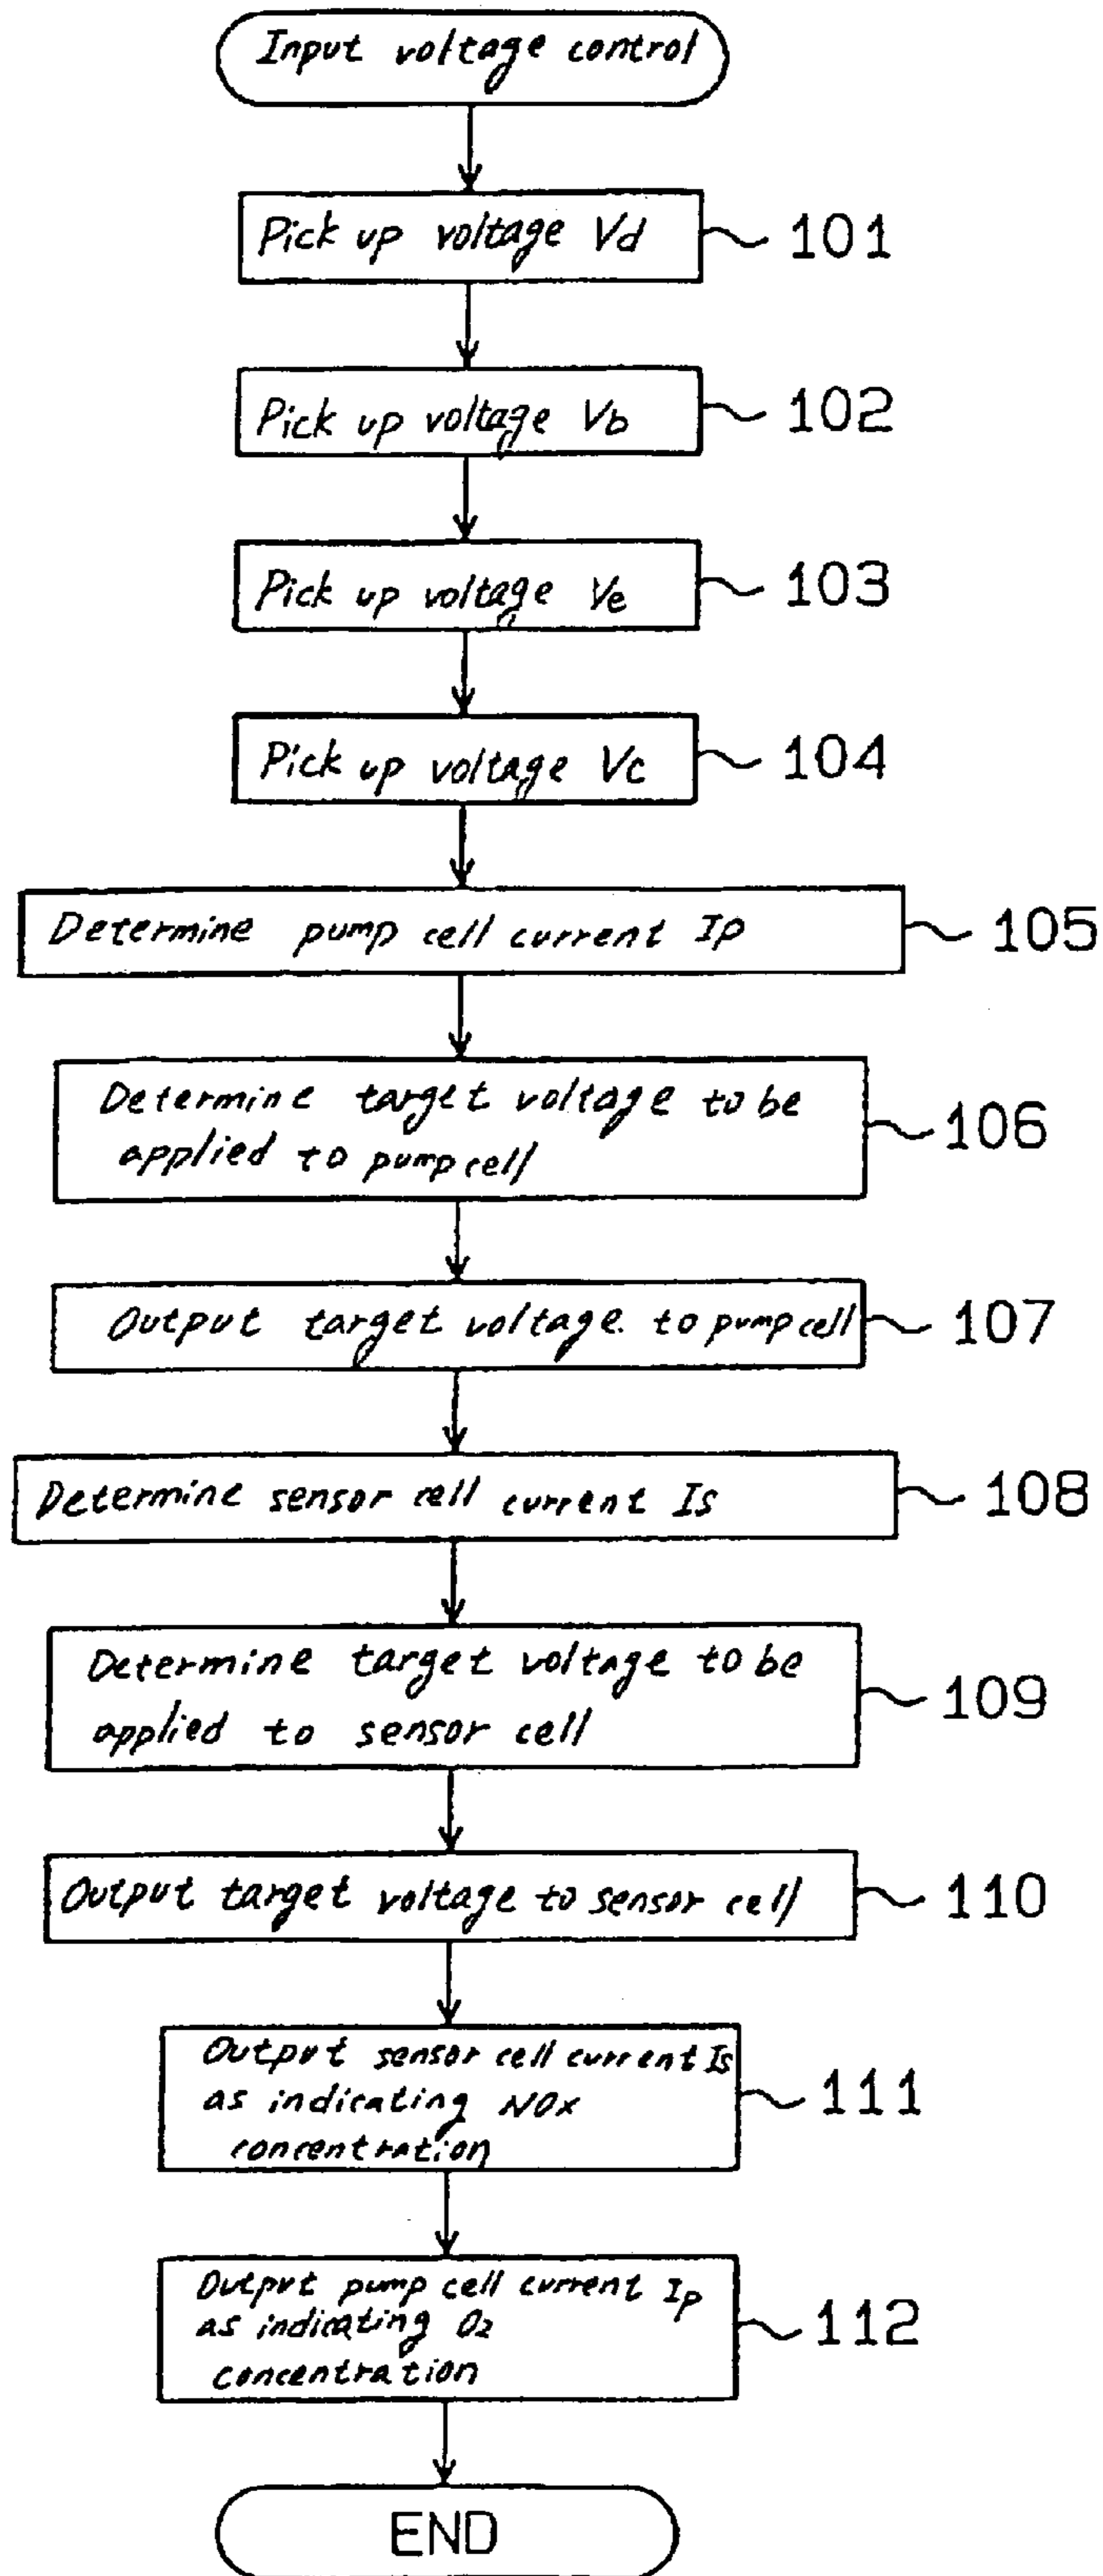 Input voltage control
Pick up voltage Vd
101
Pick up voltage Vb
102
Pick up voltage Ve
103
Pick up voltage Vc
104
Determine pump cell current Ip
105
Determine target voltage to be
applied to pump cell
106
Output target voltage to pump cell
107
Determine sensor cell current Is
108
Determine target voltage to be
applied to sensor cell
109
Output target voltage to sensor cell
110
Output sensor cell current Is
as indicating NOx
concentration
111
Output pump cell current Ip
as indicating O2
concentration
112
END